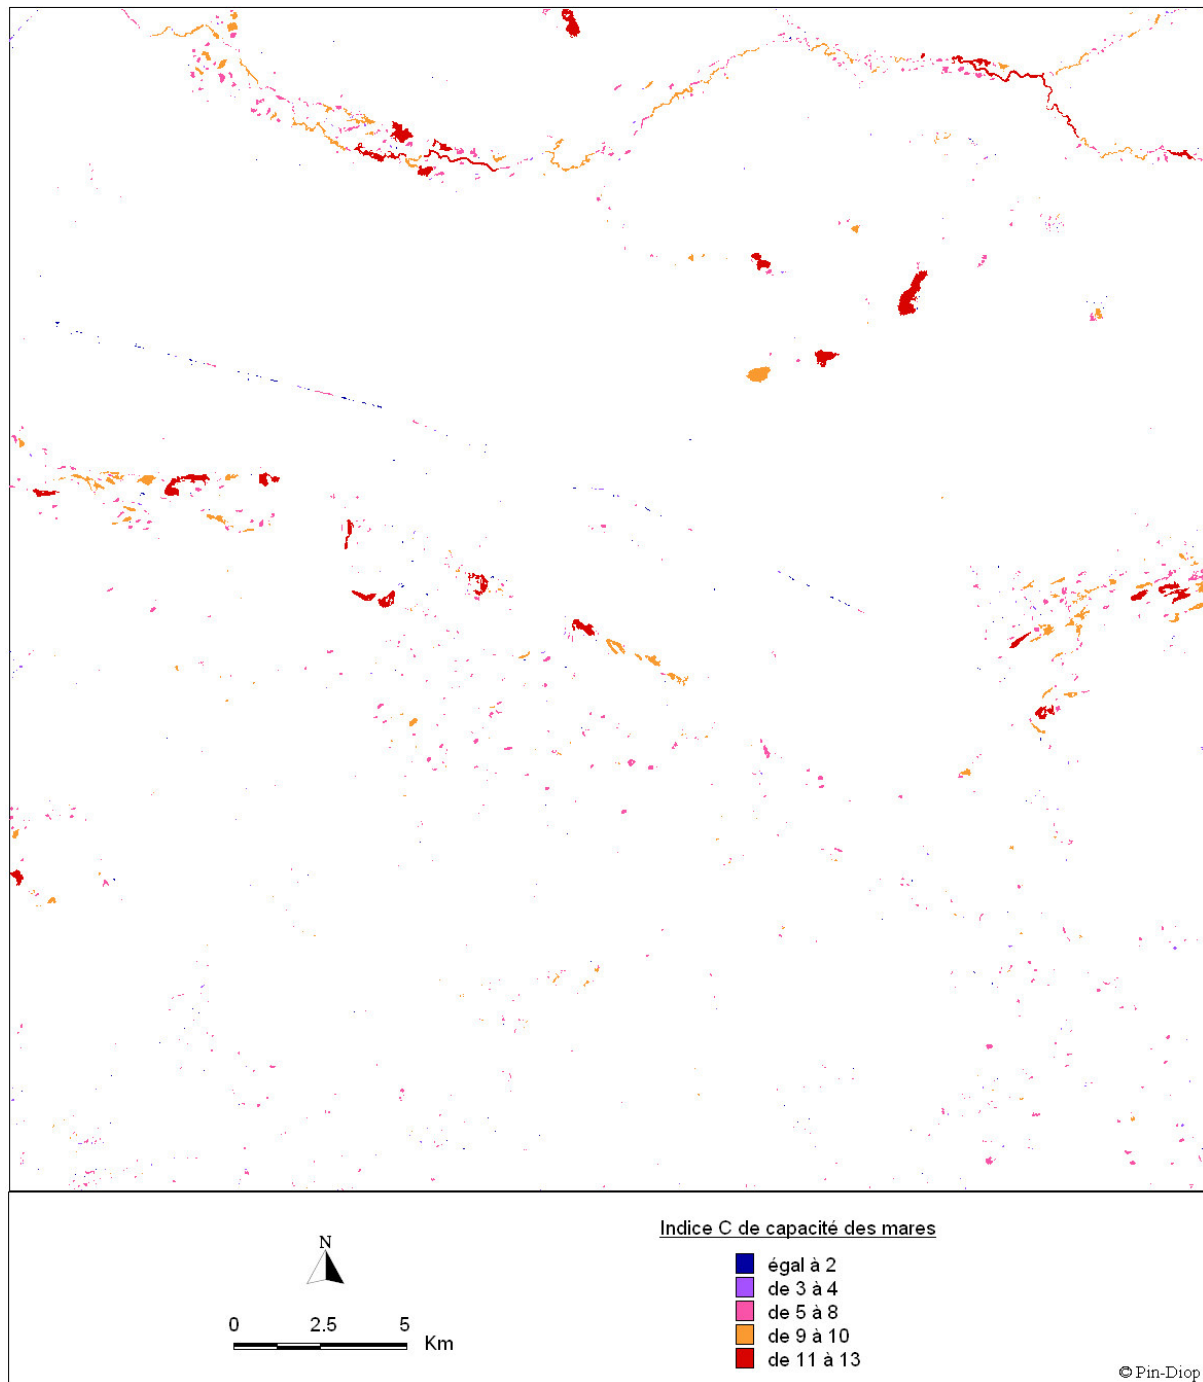 Indice C de capacité des mares
N
égal à 2
de 3 à 4
de 5 à 8
de 9 à 10
de 11 à 13
0 2.5 5
Km
© Pin-Diop